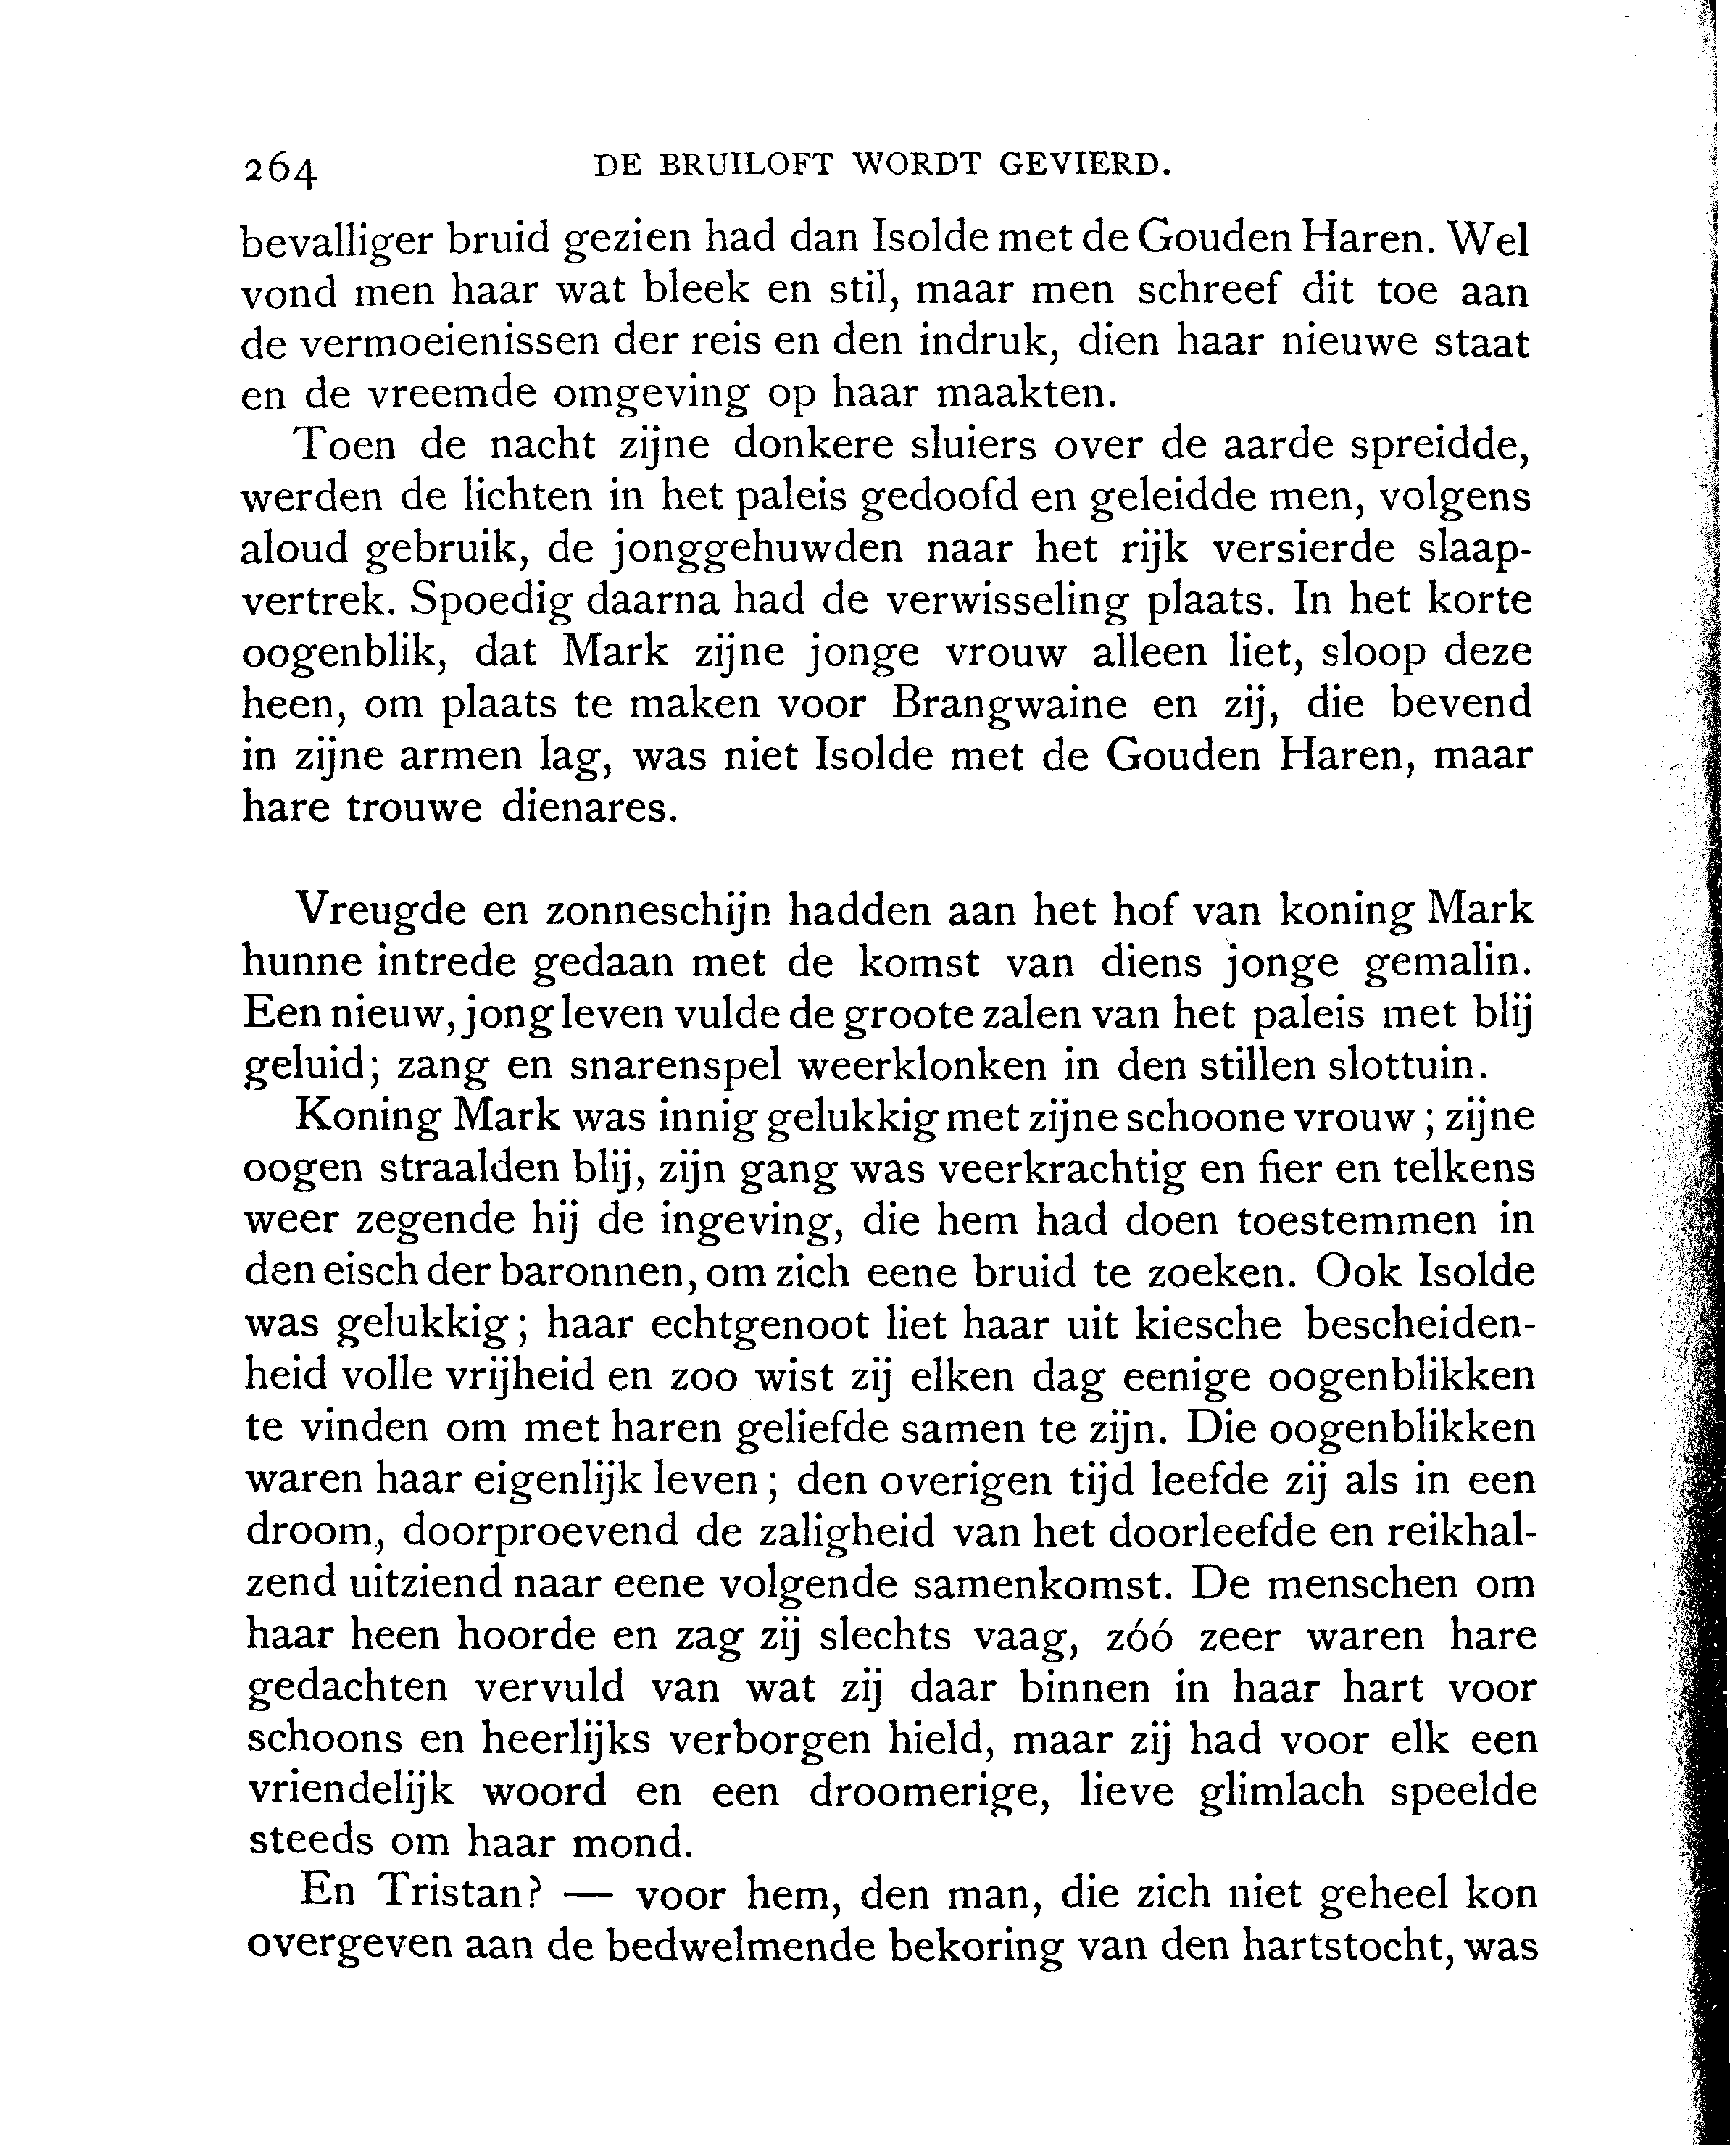 264 DE BRUILOFT WORDT GEVIERD.
bevalliger bruid gezien had dan Isolde met de Gouden Haren. Wel
vond men haar wat bleek en stil, maar men schreef dit toe aan
de vermoeienissen der reis en den indruk, dien haar nieuwe staat
en de vreemde omgeving op haar maakten.
Toen de nacht zijne donkere sluiers over de aarde spreidde,
werden de lichten in het paleis gedoofd en geleidde men, volgens
aloud gebruik, de jonggehuwden naar het rijk versierde slaap-
vertrek. Spoedig daarna had de verwisseling plaats. In het korte
oogenblik, dat Mark zijne jonge vrouw alleen liet, sloop deze
heen, om plaats te maken voor Brangwaine en zij, die bevend
in zijne armen lag, was niet Isolde met de Gouden Haren, maar
hare trouwe dienares.
Vreugde en zonneschijn hadden aan het hof van koning Mark
hunne intrede gedaan met de komst van diens jonge gemalin.
Een nieuw, jong leven vulde de groote zalen van het paleis met blij
geluid; zang en snarenspel weerklonken in den stillen slottuin.
Koning Mark was innig gelukkig met zijne schoone vrouw; zijne
oogen straalden blij, zijn gang was veerkrachtig en fier en telkens
weer zegende hij de ingeving, die hem had doen toestemmen in
den eisch der baronnen, om zich eene bruid te zoeken. Ook Isolde
was gelukkig; haar echtgenoot liet haar uit kiesche bescheiden-
heid volle vrijheid en zoo wist zij elken dag eenige oogenblikken
te vinden om met haren geliefde samen te zijn. Die oogenblikken
waren haar eigenlijk leven; den overigen tijd leefde zij als in een
droom, doorproevend de zaligheid van het doorleefde en reikhal-
zend uitziend naar eene volgende samenkomst. De menschen om
haar heen hoorde en zag zij slechts vaag, zóó zeer waren hare
gedachten vervuld van wat zij daar binnen in haar hart voor
schoons en heerlijks verborgen hield, maar zij had voor elk een
vriendelijk woord en een droomerige, lieve glimlach speelde
steeds om haar mond.
En Tristan? — voor hem, den man, die zich niet geheel kon
overgeven aan de bedwelmende bekoring van den hartstocht, was